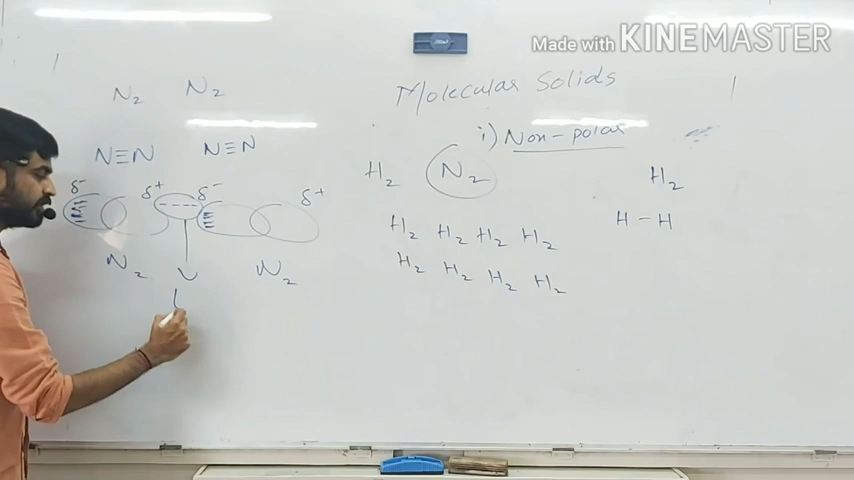 Made with KINEMASTER
Molecular Solids
i) Non-polar
N₂ N₂
N≡N N≡N
δ- δ+ δ- δ+
N₂ N₂
H₂ N₂ H₂
H - H
H₂ H₂ H₂ H₂
H₂ H₂ H₂ H₂